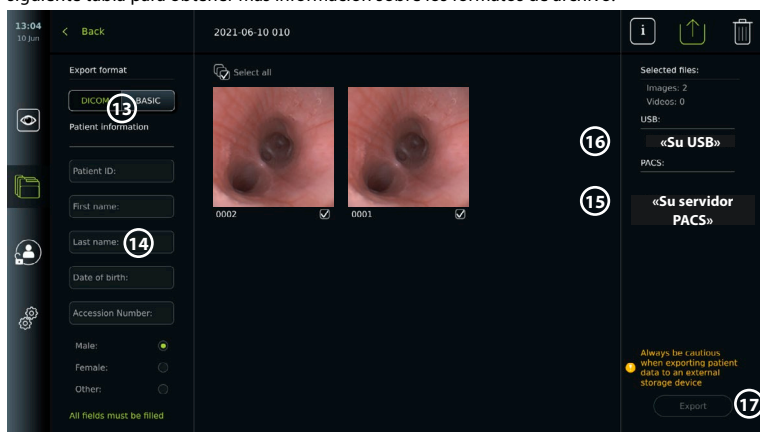 siguiente tabla para obtener más información sobre los formatos de archivo.
13:04
10 Jun
Back
2021-06-10 010
i
Export format
DICOM
BASIC
13
Patient information
Patient ID:
First name:
Last name:
14
Date of birth:
Accession Number:
Male:
Female:
Other:
All fields must be filled
Select all
0002
0001
Selected files:
Images: 2
Videos: 0
USB:
16
«Su USB»
PACS:
15
«Su servidor
PACS»
Always be cautious
when exporting patient
data to an external
storage device
Export
17